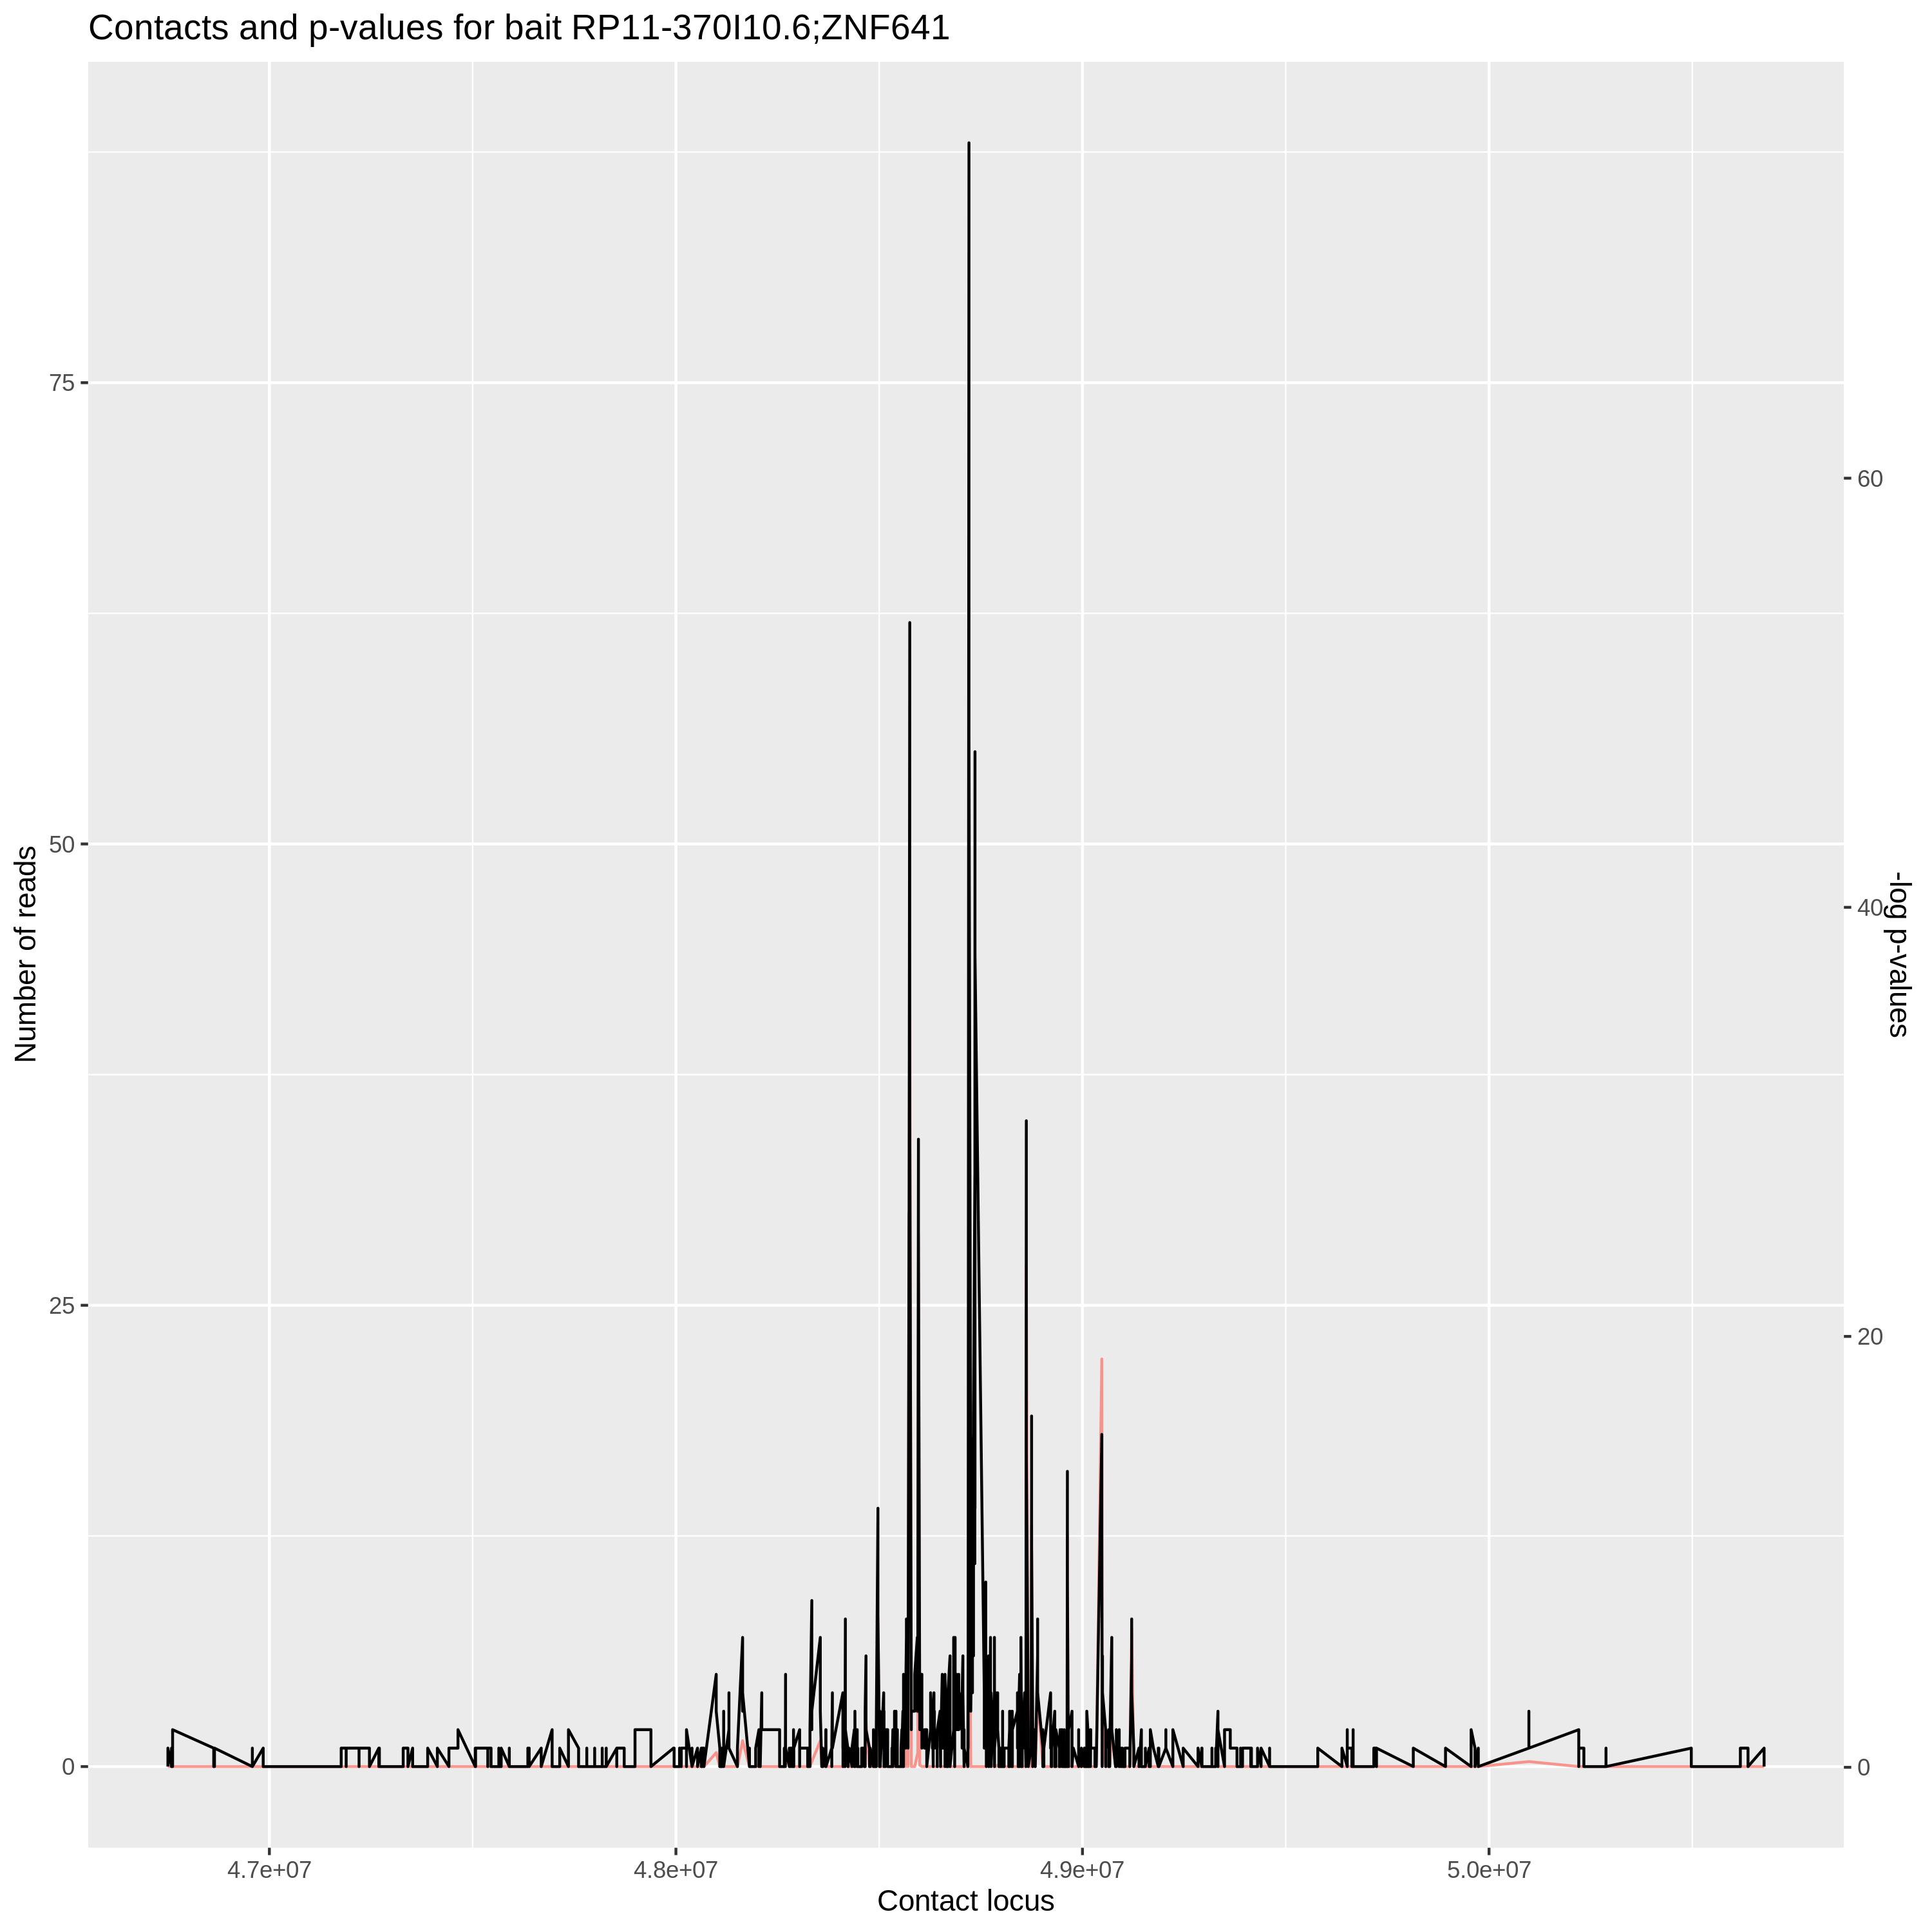 Contacts and p-values for bait RP11-370I10.6;ZNF641
75
50
25
0
Number of reads
60
40
20
0
-log p-values
4.7e+07
4.8e+07
4.9e+07
5.0e+07
Contact locus